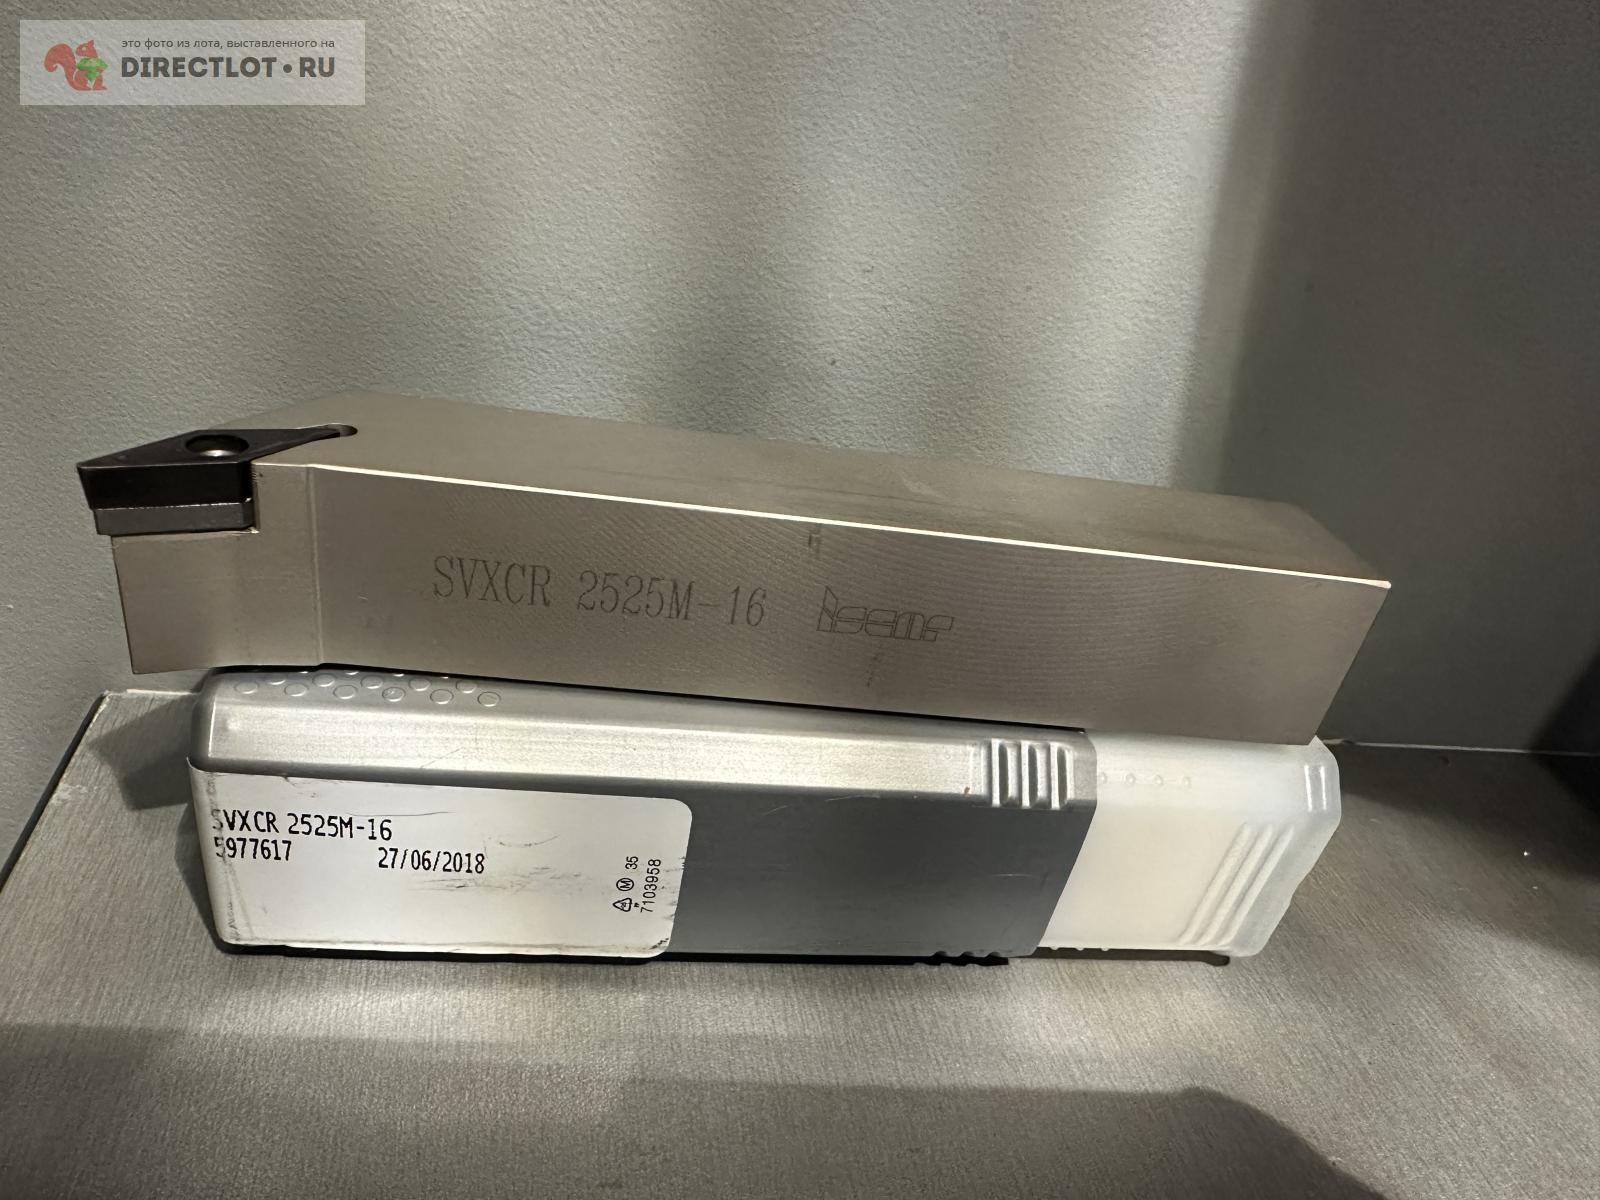 это фото из лота, выставленного на
DIRECTLOT•RU
SVXCR 2525M-16 iscar
SVXCR 2525M-16
5977617 27/06/2018
M 35
7103958